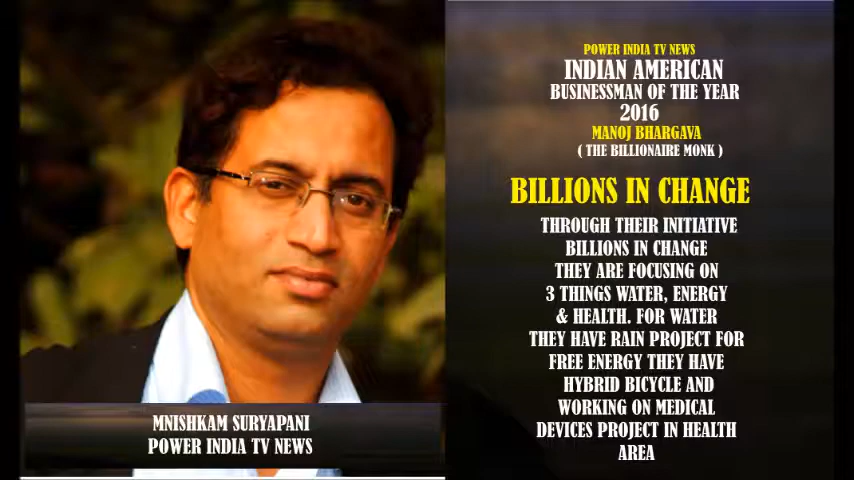 MNISHKAM SURYAPANI
POWER INDIA TV NEWS
POWER INDIA TV NEWS
INDIAN AMERICAN
BUSINESSMAN OF THE YEAR
2016
MANOJ BHARGAVA
( THE BILLIONAIRE MONK )
BILLIONS IN CHANGE
THROUGH THEIR INITIATIVE
BILLIONS IN CHANGE
THEY ARE FOCUSING ON
3 THINGS WATER, ENERGY
& HEALTH. FOR WATER
THEY HAVE RAIN PROJECT FOR
FREE ENERGY THEY HAVE
HYBRID BICYCLE AND
WORKING ON MEDICAL
DEVICES PROJECT IN HEALTH
AREA